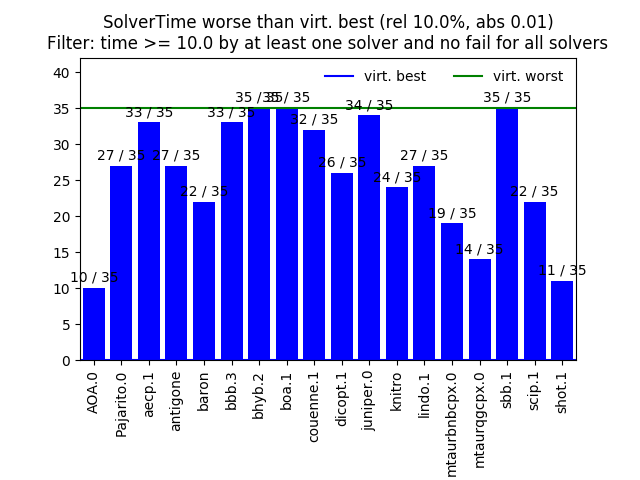 SolverTime worse than virt. best (rel 10.0%, abs 0.01)
Filter: time >= 10.0 by at least one solver and no fail for all solvers
virt. best
virt. worst
40
35
30
25
20
15
10
5
0
10 / 35
27 / 35
33 / 35
27 / 35
22 / 35
33 / 35
35 / 35
35 / 35
32 / 35
26 / 35
34 / 35
24 / 35
27 / 35
19 / 35
14 / 35
35 / 35
22 / 35
11 / 35
AOA.0
Pajarito.0
aecp.1
antigone
baron
bbb.3
bhyb.2
boa.1
couenne.1
dicopt.1
juniper.0
knitro
lindo.1
mtaurbnbcpx.0
mtaurqgcpx.0
sbb.1
scip.1
shot.1